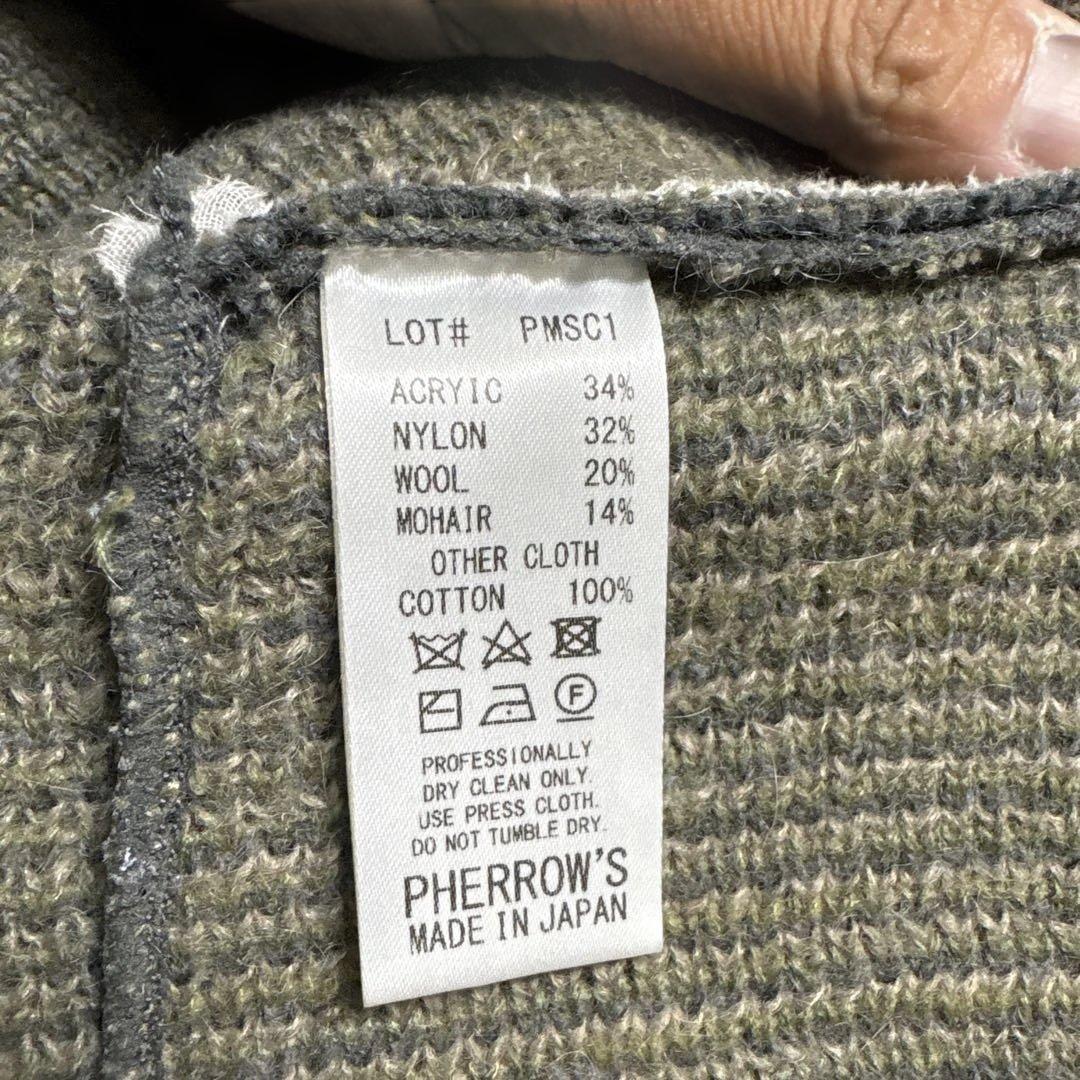 LOT# PMSC1
ACRYIC 34%
NYLON 32%
WOOL 20%
MOHAIR 14%
OTHER CLOTH
COTTON 100%
F
PROFESSIONALLY
DRY CLEAN ONLY.
USE PRESS CLOTH.
DO NOT TUMBLE DRY.
PHERROW'S
MADE IN JAPAN